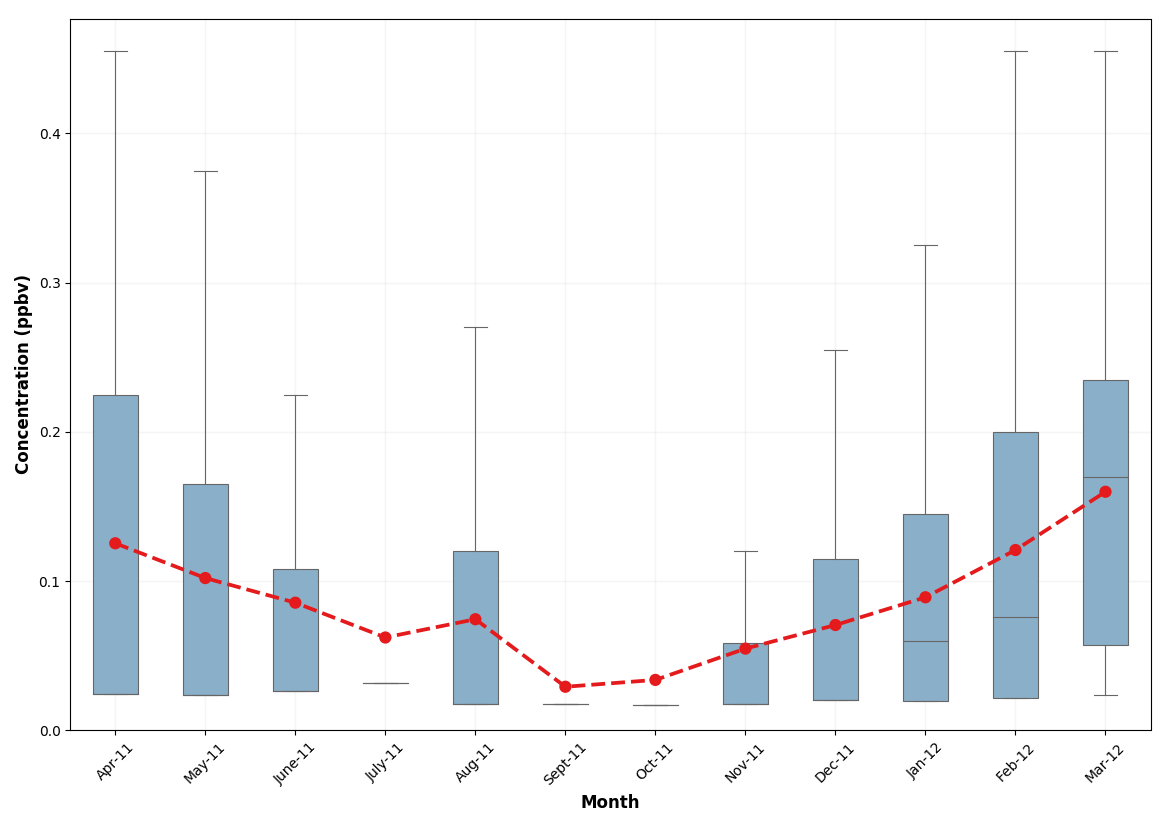 Concentration (ppbv)
0.4
0.3
0.2
0.1
0.0
Apr-11
May-11
June-11
July-11
Aug-11
Sept-11
Oct-11
Nov-11
Dec-11
Jan-12
Feb-12
Mar-12
Month